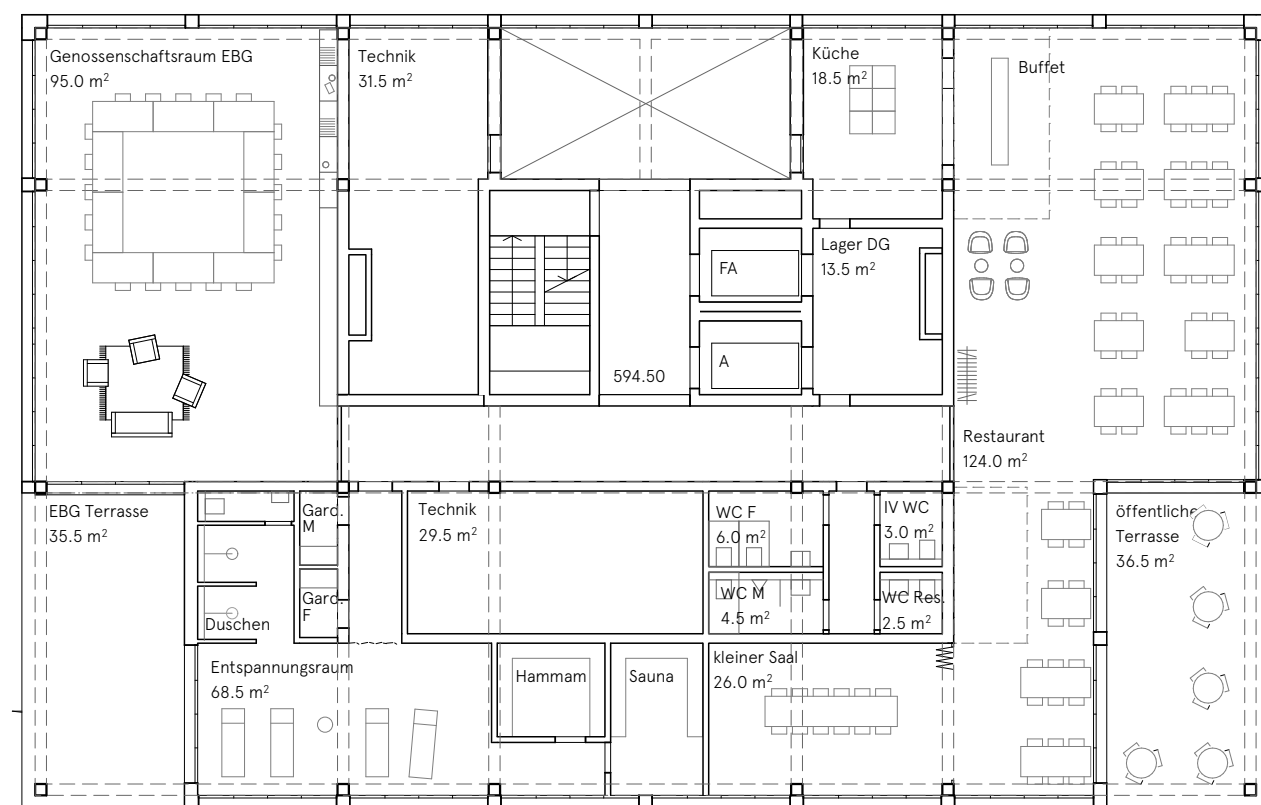 Genossenschaftsraum EBG
95.0 m²
Technik
31.5 m²
Küche
18.5 m²
Buffet
FA
Lager DG
13.5 m²
A
594.50
Restaurant
124.0 m²
EBG Terrasse
35.5 m²
Gard.
M
Technik
29.5 m²
WC F
6.0 m²
IV WC
3.0 m²
öffentliche
Terrasse
36.5 m²
Gard.
F
Duschen
WC M
4.5 m²
WC Res.
2.5 m²
Entspannungsraum
68.5 m²
Hammam
Sauna
kleiner Saal
26.0 m²